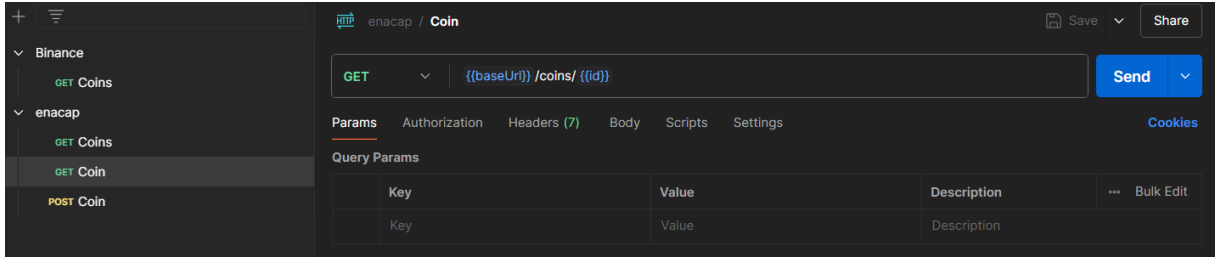 Binance
GET Coins
enacap
GET Coins
GET Coin
POST Coin
HTTP enacap / Coin
Save
Share
GET
{{baseUrl}} /coins/ {{id}}
Send
Params Authorization Headers (7) Body Scripts Settings
Cookies
Query Params
Key Value Description ••• Bulk Edit
Key Value Description